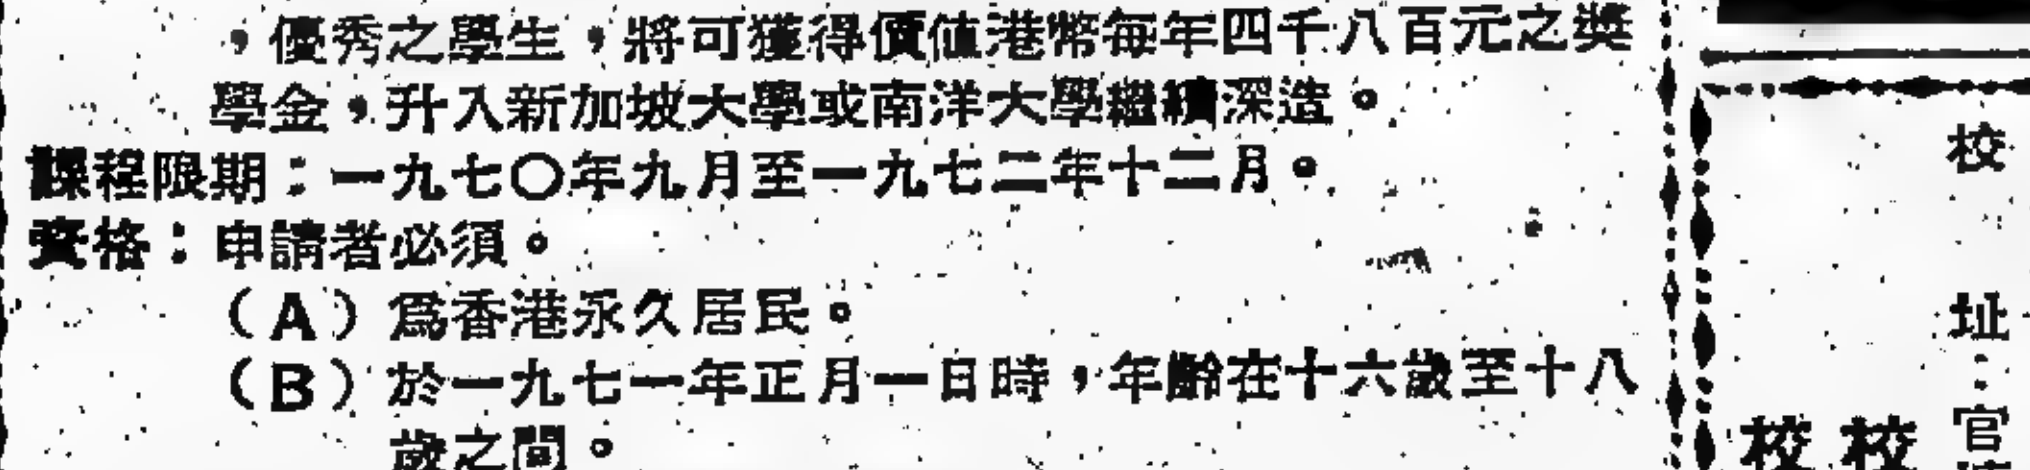 ，優秀之學生，將可獲得價值港幣每年四千八百元之獎
學金，升入新加坡大學或南洋大學繼續深造。
課程限期：一九七〇年九月至一九七二年十二月。
資格：申請者必須。
（A）爲香港永久居民。
（B）於一九七一年正月一日時，年齡在十六歲至十八
歲之間。
校址：官
校校